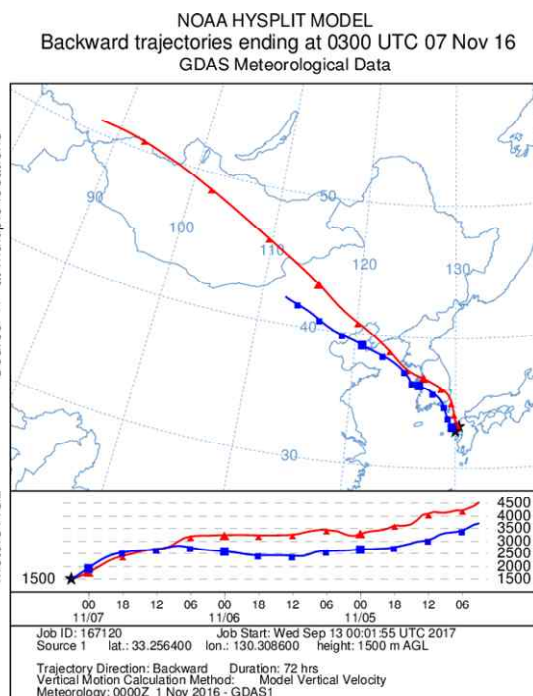 NOAA HYSPLIT MODEL
Backward trajectories ending at 0300 UTC 07 Nov 16
GDAS Meteorological Data
50
90
100
110
120
130
40
30
4500
4000
3500
3000
2500
2000
1500
1500
00 18 12 06 00 18 12 06 00 18 12 06
11/07 11/06 11/05
Job ID: 167120 Job Start: Wed Sep 13 00:01:55 UTC 2017
Source 1 lat.: 33.256400 lon.: 130.308600 height: 1500 m AGL
Trajectory Direction: Backward Duration: 72 hrs
Vertical Motion Calculation Method: Model Vertical Velocity
Meteorology: 0000Z 1 Nov 2016 - GDAS1